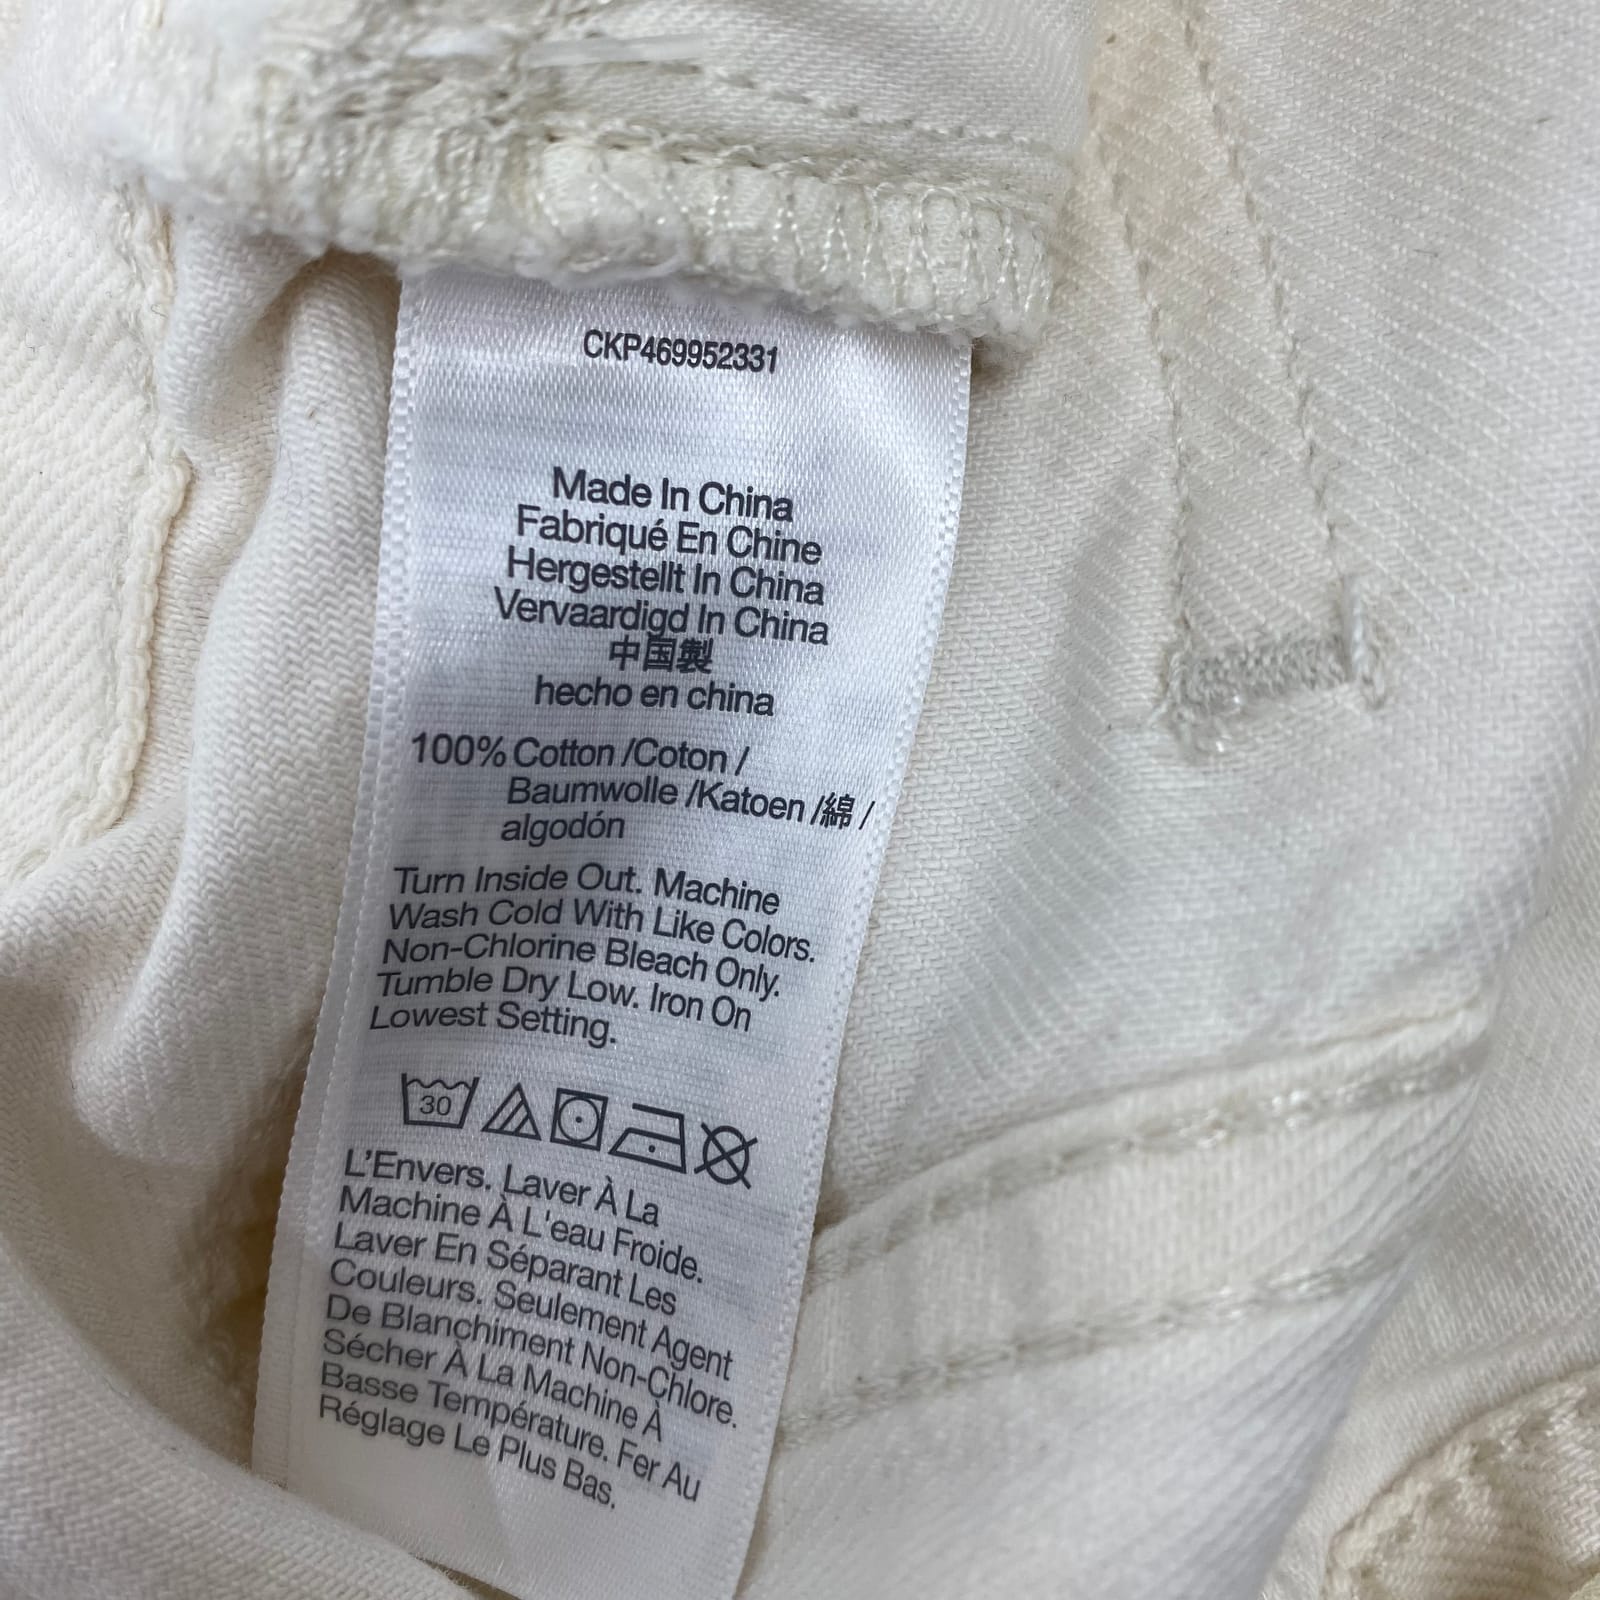 CKP469952331
Made In China
Fabriqué En Chine
Hergestellt In China
Vervaardigd In China
中国製
hecho en china
100% Cotton /Coton /
Baumwolle /Katoen /綿 /
algodón
Turn Inside Out. Machine
Wash Cold With Like Colors.
Non-Chlorine Bleach Only.
Tumble Dry Low. Iron On
Lowest Setting.
30
L'Envers. Laver À La
Machine À L'eau Froide.
Laver En Séparant Les
Couleurs. Seulement Agent
De Blanchiment Non-Chlore.
Sécher À La Machine À
Basse Température. Fer Au
Réglage Le Plus Bas.